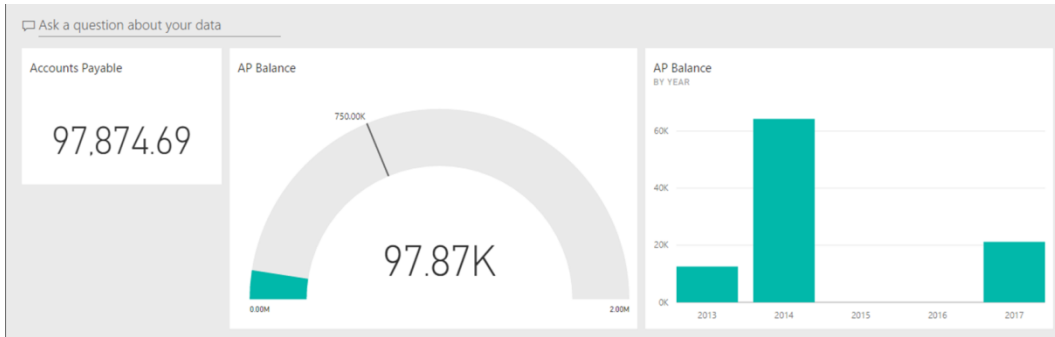 Ask a question about your data
Accounts Payable
97,874.69
AP Balance
750.00K
97.87K
0.00M
2.00M
AP Balance
BY YEAR
60K
40K
20K
0K
2013 2014 2015 2016 2017